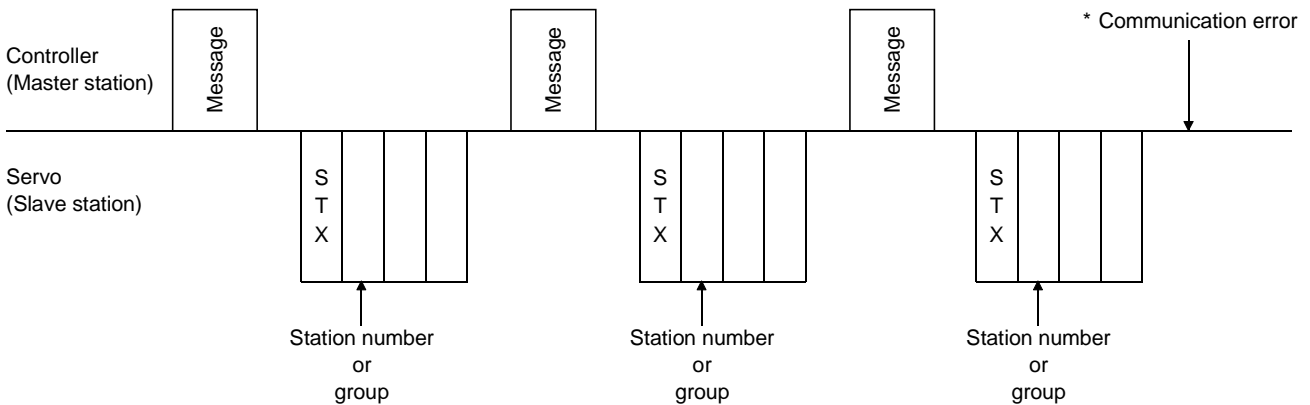 * Communication error
Controller
(Master station)
Message
Message
Message
Servo
(Slave station)
S
T
X
S
T
X
S
T
X
Station number
or
group
Station number
or
group
Station number
or
group